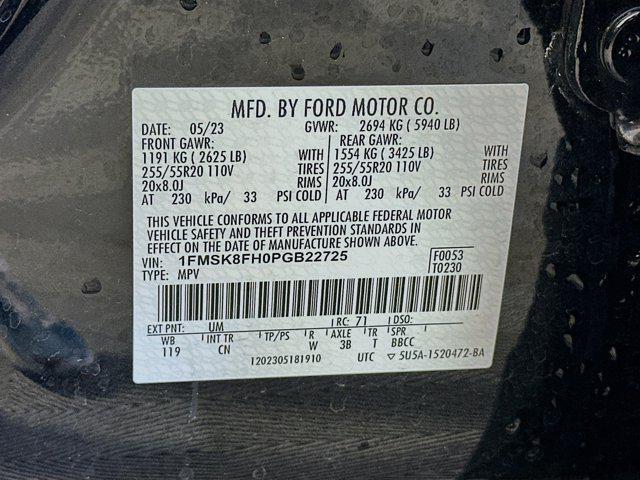 MFD. BY FORD MOTOR CO.
DATE: 05/23 GVWR: 2694 KG ( 5940 LB)
FRONT GAWR: REAR GAWR:
1191 KG ( 2625 LB) WITH 1554 KG ( 3425 LB) WITH
255/55R20 110V TIRES 255/55R20 110V TIRES
20x8.0J RIMS 20x8.0J RIMS
AT 230 kPa/ 33 PSI COLD AT 230 kPa/ 33 PSI COLD
THIS VEHICLE CONFORMS TO ALL APPLICABLE FEDERAL MOTOR
VEHICLE SAFETY AND THEFT PREVENTION STANDARDS IN
EFFECT ON THE DATE OF MANUFACTURE SHOWN ABOVE.
VIN: 1FMSK8FH0PGB22725 F0053
TYPE: MPV T0230
EXT PNT: UM RC: 71 DSO:
WB INT TR TP/PS R AXLE TR SPR
119 CN W 3B T BBCC
1202305181910 UTC ▽ 5U5A-1520472-BA